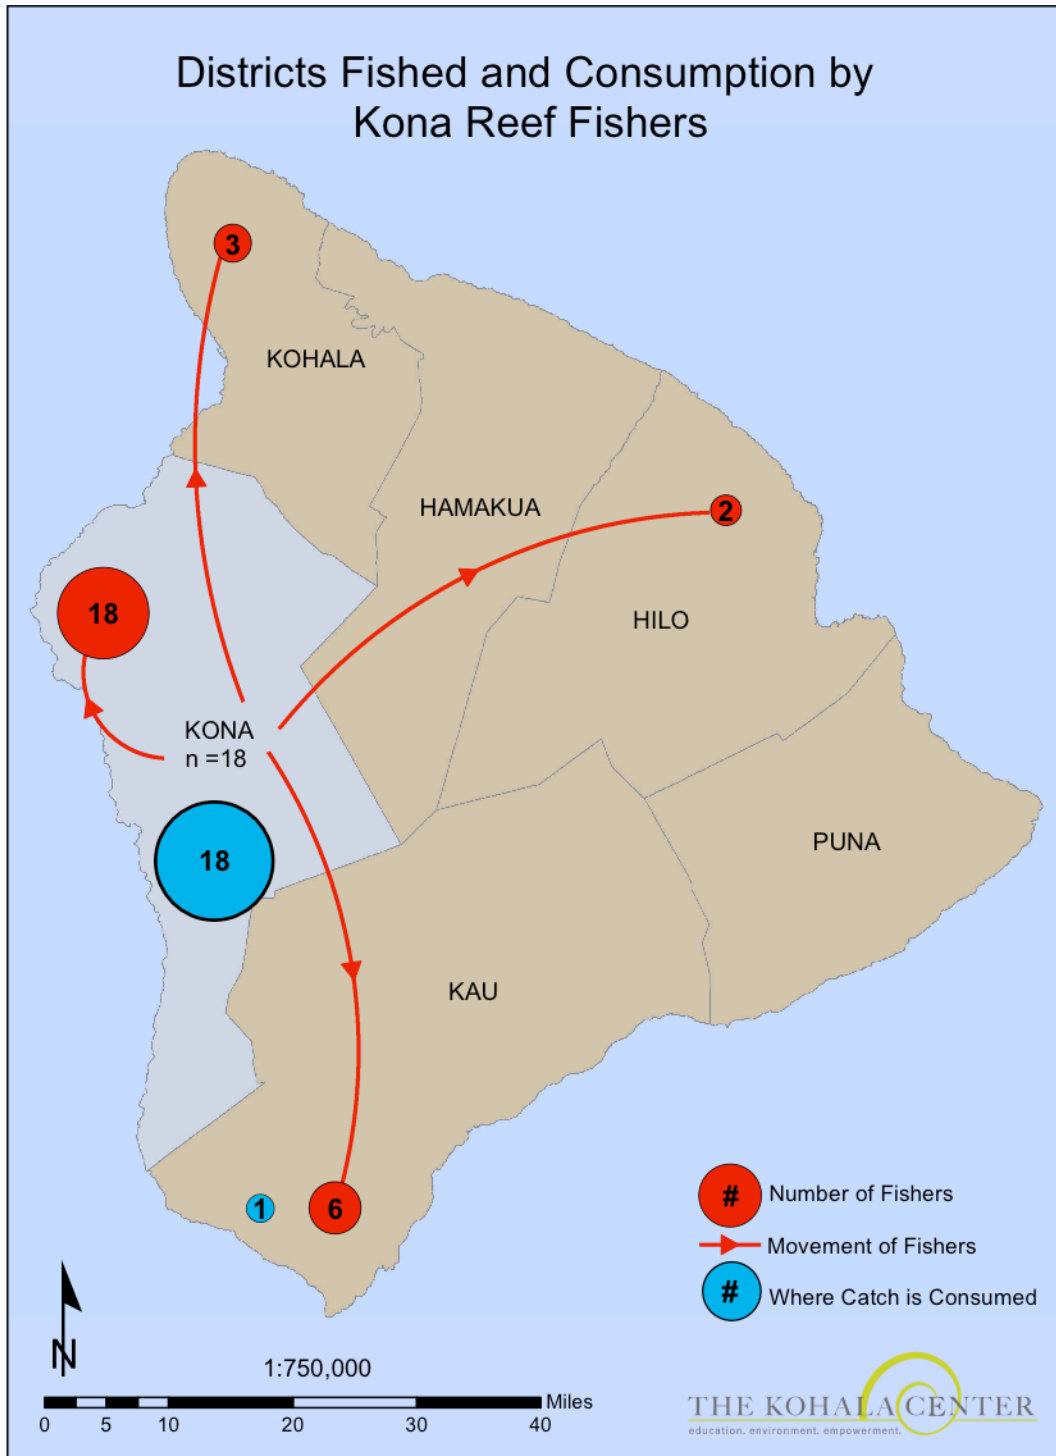 Districts Fished and Consumption by
Kona Reef Fishers
3
KOHALA
HAMAKUA
2
18
HILO
KONA
n =18
18
PUNA
KAU
1
6
# Number of Fishers
Movement of Fishers
# Where Catch is Consumed
N
1:750,000
Miles
0 5 10 20 30 40
THE KOHALA CENTER
education. environment. empowerment.